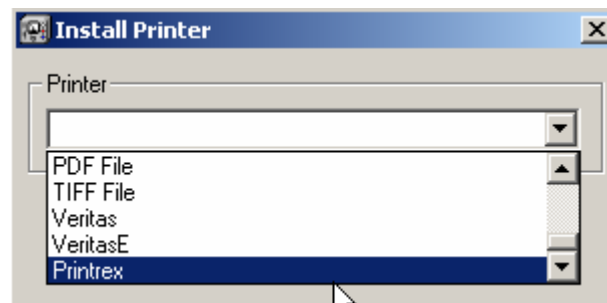 Install Printer
Printer
PDF File
TIFF File
Veritas
VeritasE
Printrex